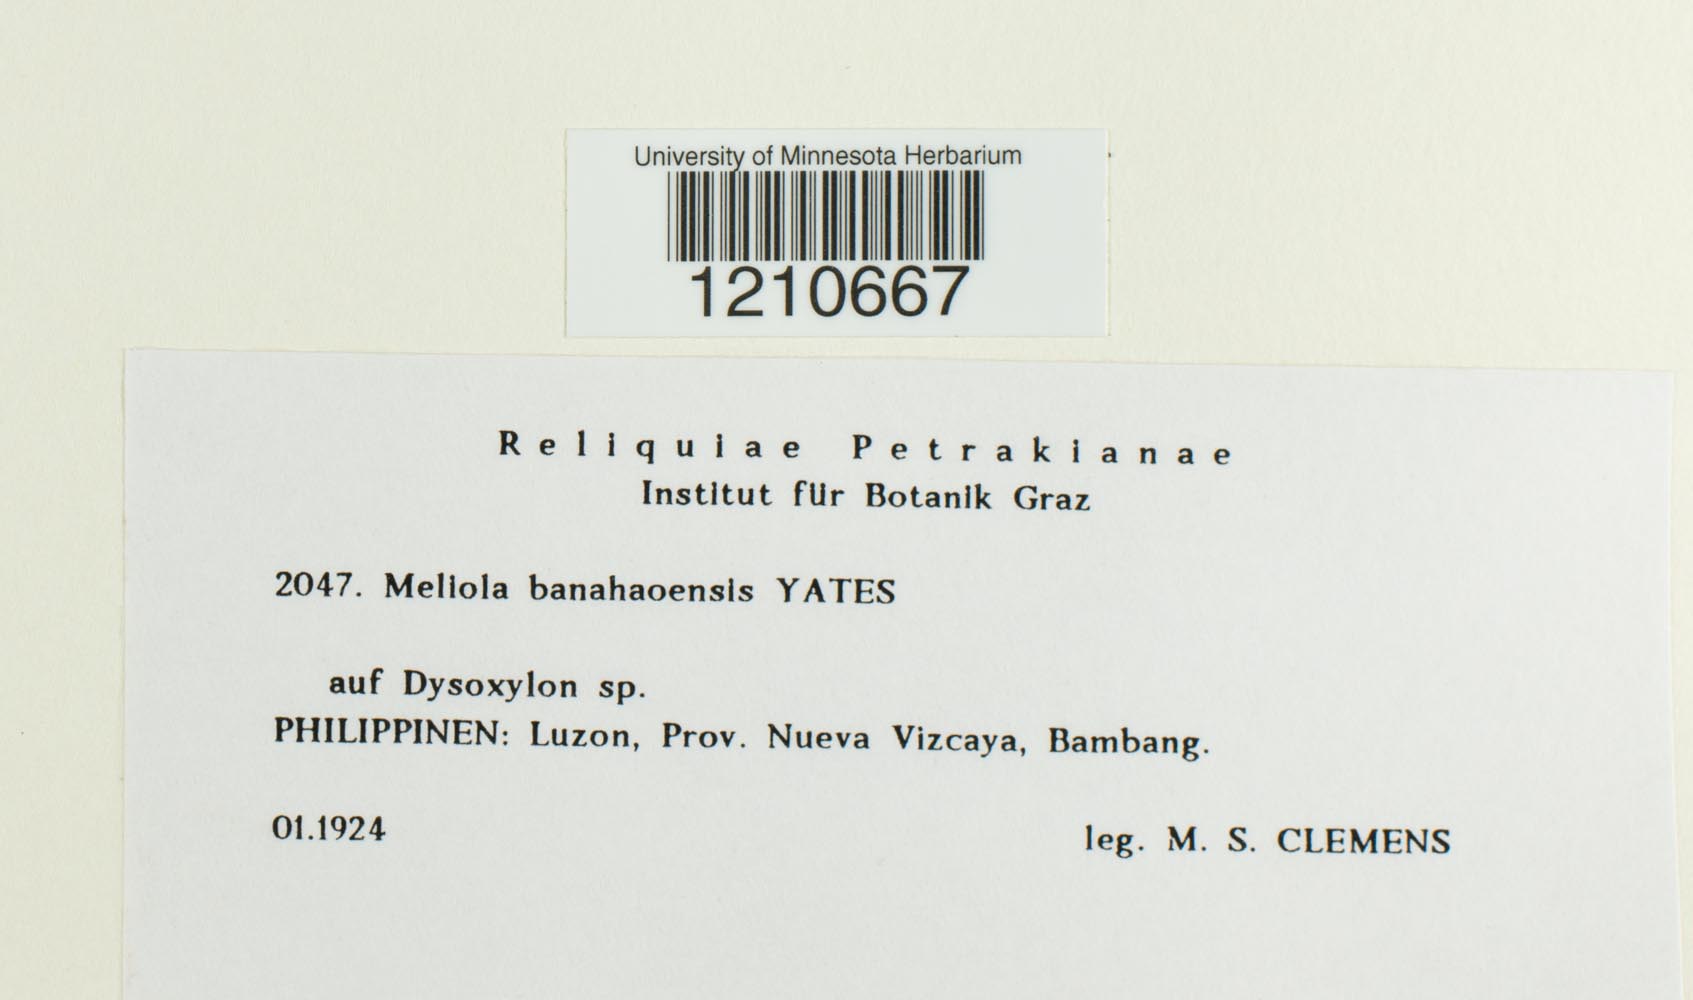 University of Minnesota Herbarium
1210667
Reliquiae Petrakianae
Institut für Botanik Graz
2047. Meliola banahaoensis YATES
auf Dysoxylon sp.
PHILIPPINEN: Luzon, Prov. Nueva Vizcaya, Bambang.
01.1924 leg. M. S. CLEMENS